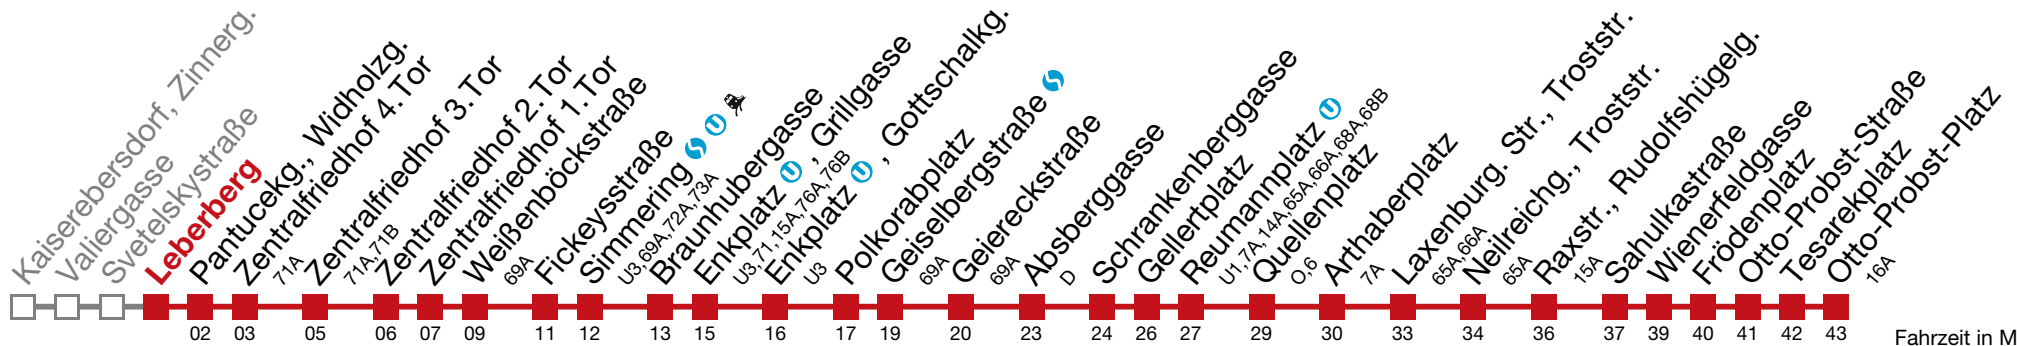 Kaiserebersdorf, Zinnerg.
Valiergasse
Svetelskystraße
Leberberg
Pantucekg., Widholzg.
Zentralfriedhof 4.Tor
71A
Zentralfriedhof 3.Tor
71A,71B
Zentralfriedhof 2.Tor
Zentralfriedhof 1.Tor
Weißenböckstraße
69A
Fickeysstraße
Simmering
U3,69A,72A,73A
Braunhubergasse
Enkplatz U, Grillgasse
U3,71,15A,76A,76B
Enkplatz U, Gottschalkg.
U3
Polkorabplatz
Geiselbergstraße
69A
Geiereckstraße
69A
Absberggasse
D
Schrankenberggasse
Gellertplatz
Reumannplatz U
U1,7A,14A,65A,66A,68A,68B
Quellenplatz
O,6
Arthaberplatz
7A
Laxenburg. Str., Troststr.
65A,66A
Neilreichg., Troststr.
65A
Raxstr., Rudolfshügelg.
15A
Sahulkastraße
Wienerfeldgasse
Frödenplatz
Otto-Probst-Straße
Tesarekplatz
Otto-Probst-Platz
16A
02 03 05 06 07 09 11 12 13 15 16 17 19 20 23 24 26 27 29 30 33 34 36 37 39 40 41 42 43
Fahrzeit in M